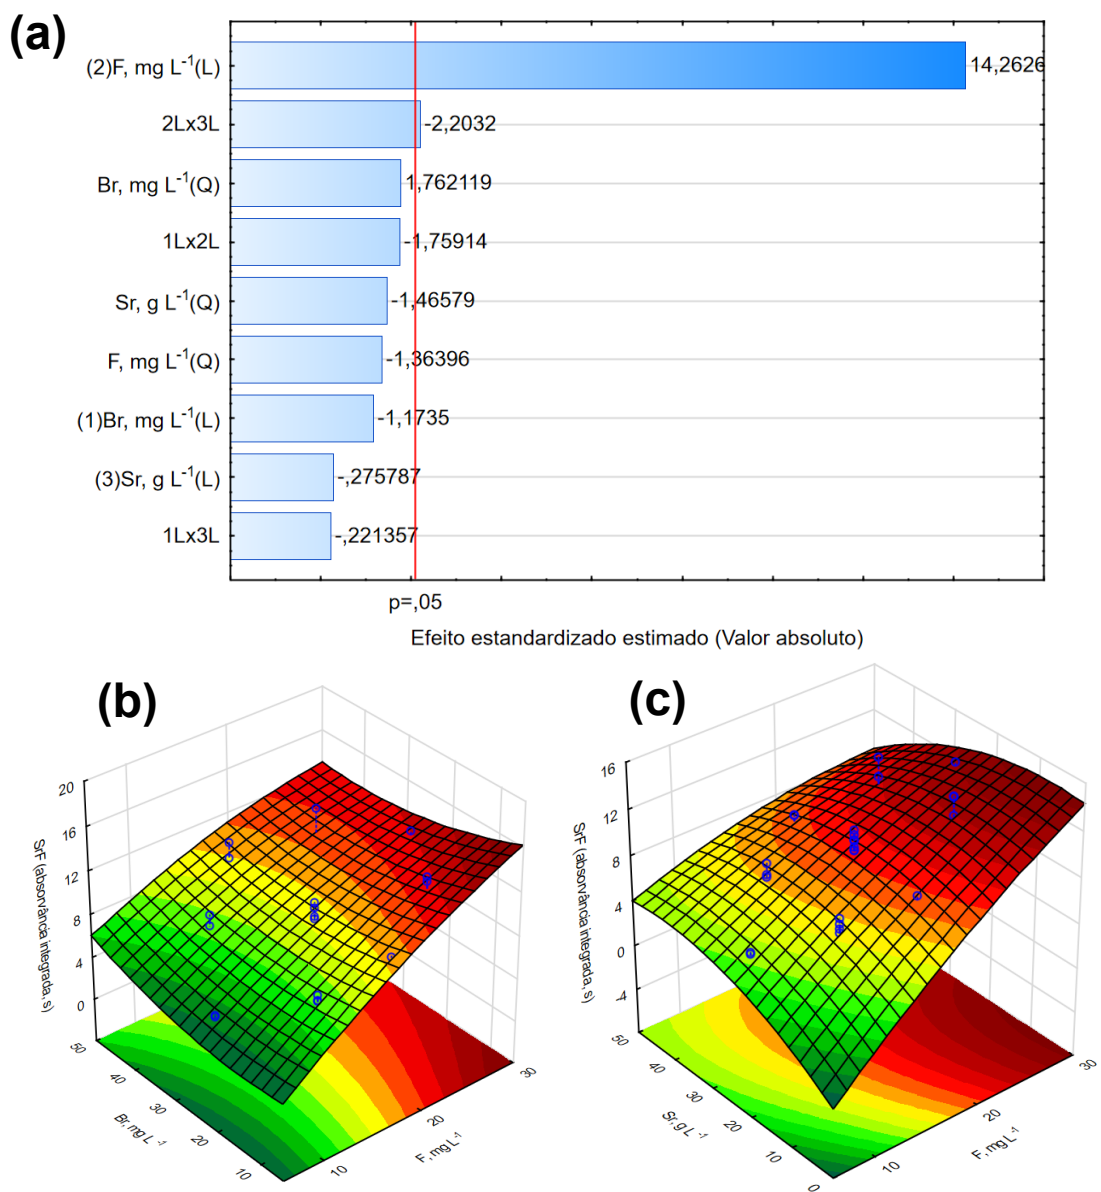 (a)
(2)F, mg L⁻¹(L)
14,2626
2Lx3L
-2,2032
Br, mg L⁻¹(Q)
1,762119
1Lx2L
-1,75914
Sr, g L⁻¹(Q)
-1,46579
F, mg L⁻¹(Q)
-1,36396
(1)Br, mg L⁻¹(L)
-1,1735
(3)Sr, g L⁻¹(L)
-,275787
1Lx3L
-,221357
p=,05
Efeito estandardizado estimado (Valor absoluto)
(b)
20
16
12
8
4
0
SrF (absorvância integrada, s)
50
40
30
20
10
Br, mg L⁻¹
10
20
30
F, mg L⁻¹
(c)
16
12
8
4
0
-4
SrF (absorvância integrada, s)
50
40
30
20
10
0
Sr, g L⁻¹
10
20
30
F, mg L⁻¹